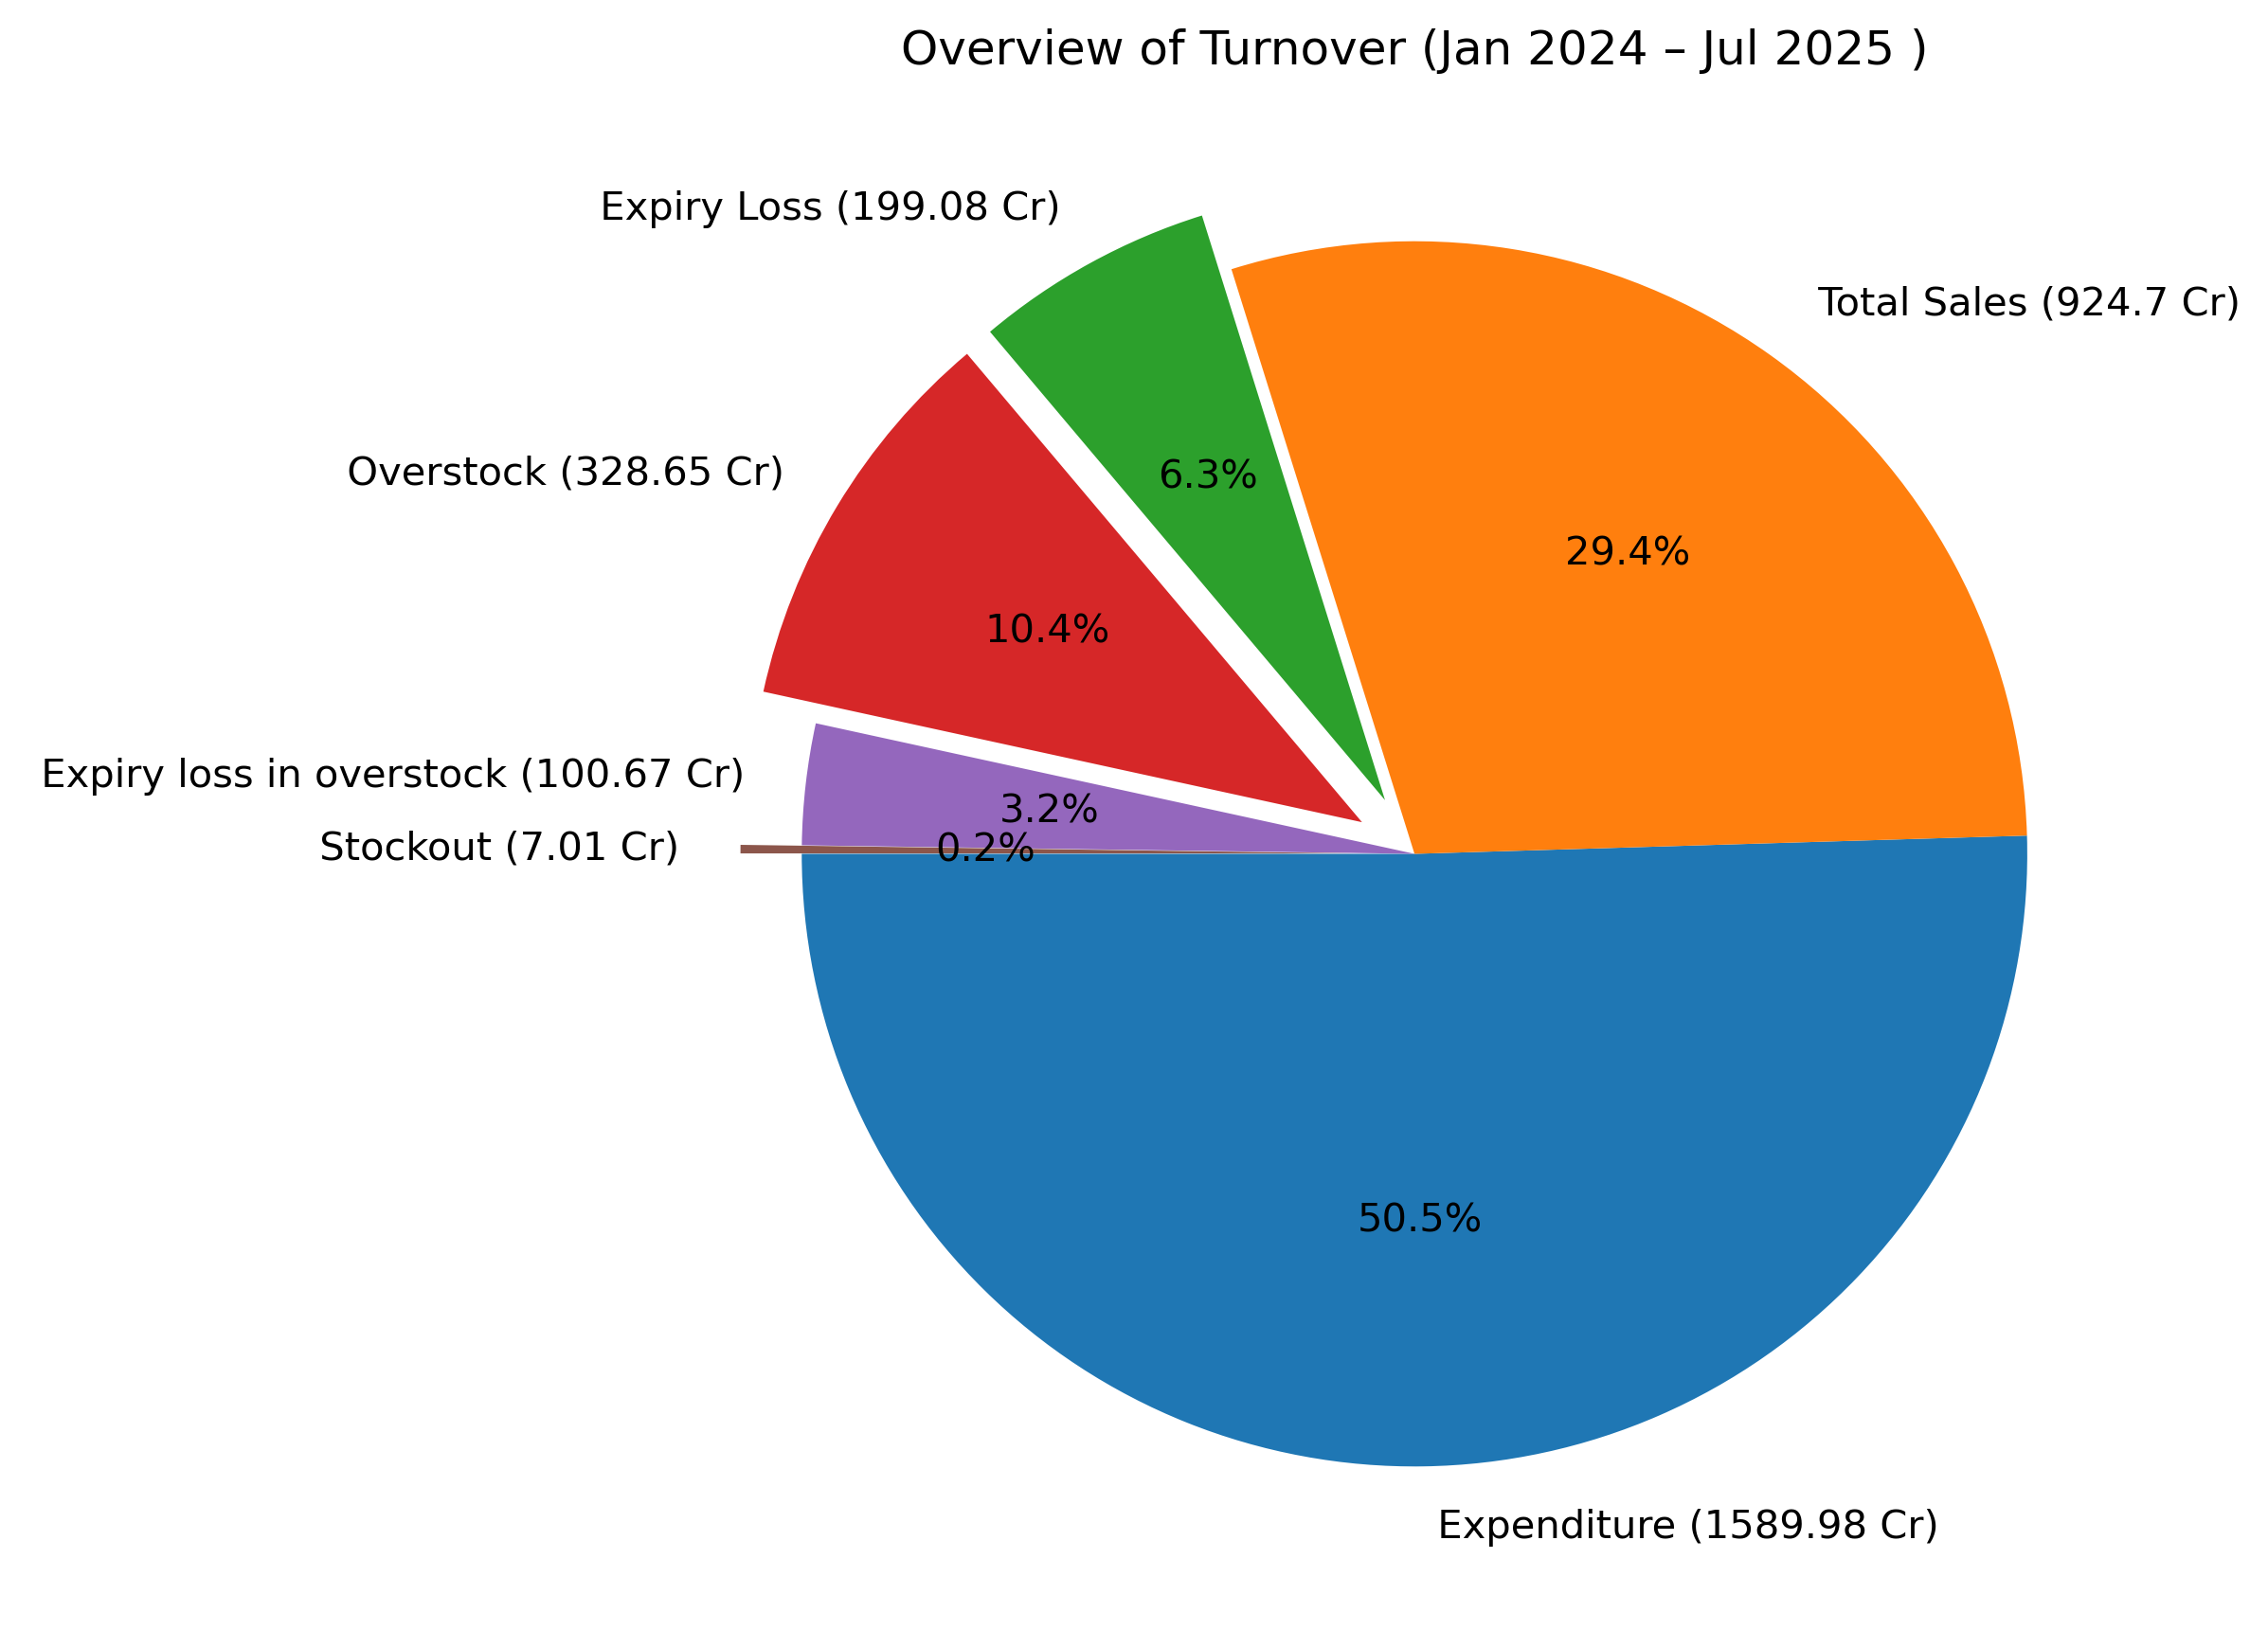 Overview of Turnover (Jan 2024 – Jul 2025 )
Expiry Loss (199.08 Cr)
Total Sales (924.7 Cr)
Overstock (328.65 Cr)
6.3%
29.4%
10.4%
Expiry loss in overstock (100.67 Cr)
3.2%
Stockout (7.01 Cr)
0.2%
50.5%
Expenditure (1589.98 Cr)